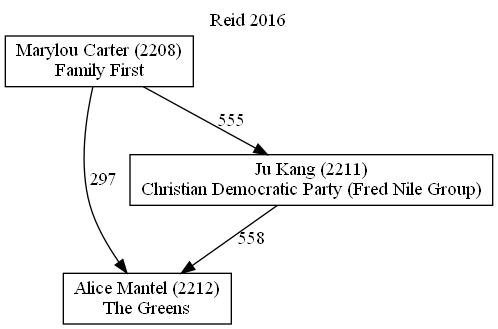 Reid 2016
Marylou Carter (2208)
Family First
555
Ju Kang (2211)
Christian Democratic Party (Fred Nile Group)
297
558
Alice Mantel (2212)
The Greens